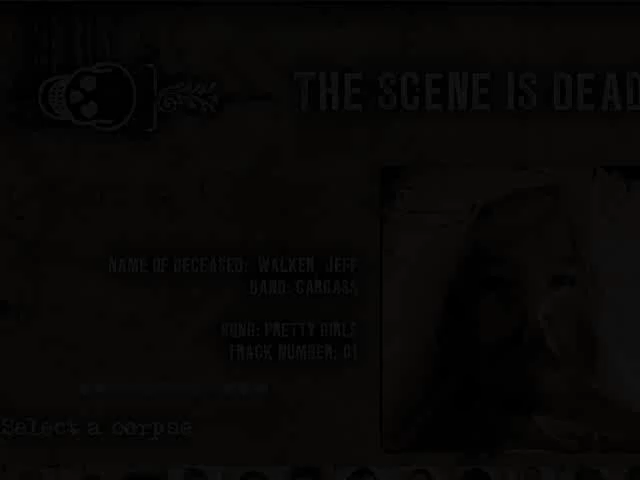 THE SCENE IS DEAD
NAME OF DECEASED: WALKER, JEFF
BAND: CARCASS
SONG: PRETTY GIRLS
TRACK NUMBER: 01
Select a corpse